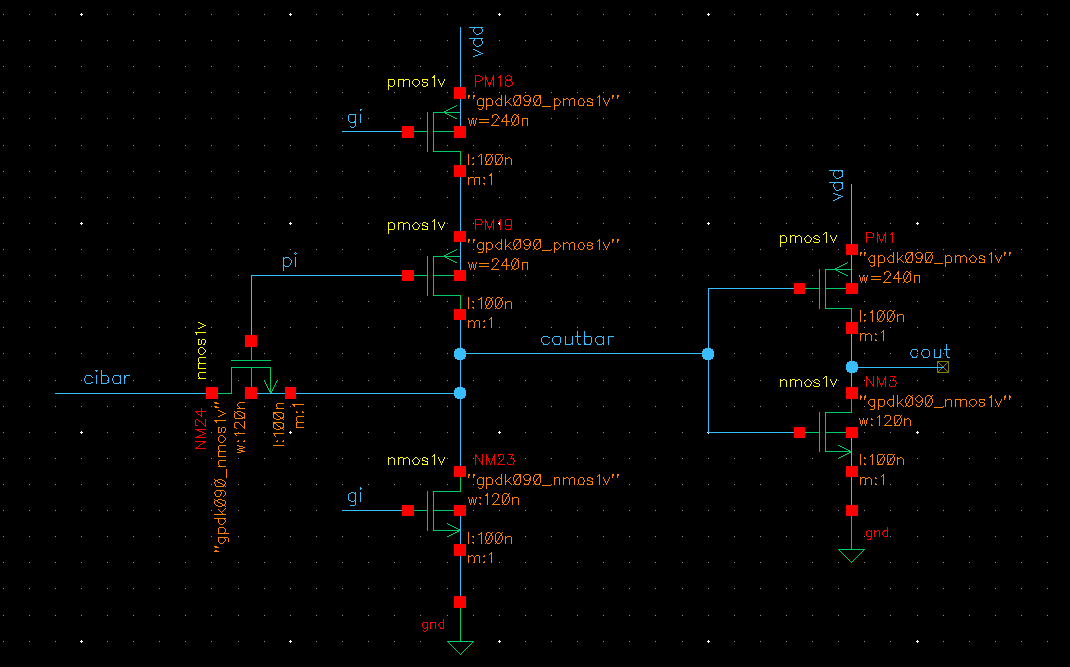 vdd
pmos1v PM18
"gpdk090_pmos1v"
gi
w=240n
l:100n
m:1
pmos1v PM19
"gpdk090_pmos1v"
w=240n
pi
l:100n
m:1
nmos1v
cibar
NM24
"gpdk090_nmos1v"
w:120n
l:100n
m:1
coutbar
nmos1v NM23
"gpdk090_nmos1v"
gi
w:120n
l:100n
m:1
gnd
vdd
pmos1v PM1
"gpdk090_pmos1v"
w=240n
l:100n
m:1
cout
nmos1v NM3
"gpdk090_nmos1v"
w:120n
l:100n
m:1
gnd